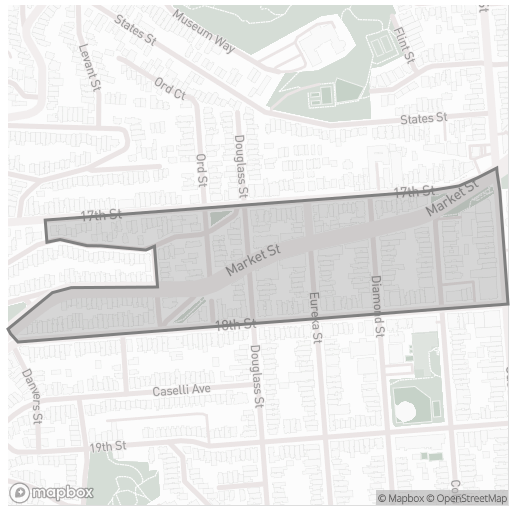 States St
Museum Way
Levant St
Flint St
Ord Ct
States St
Ord St
Douglass St
17th St
17th St
Market St
Market St
Eureka St
Diamond St
18th St
Douglass St
Danvers St
Caselli Ave
19th St
mapbox
© Mapbox © OpenStreetMap